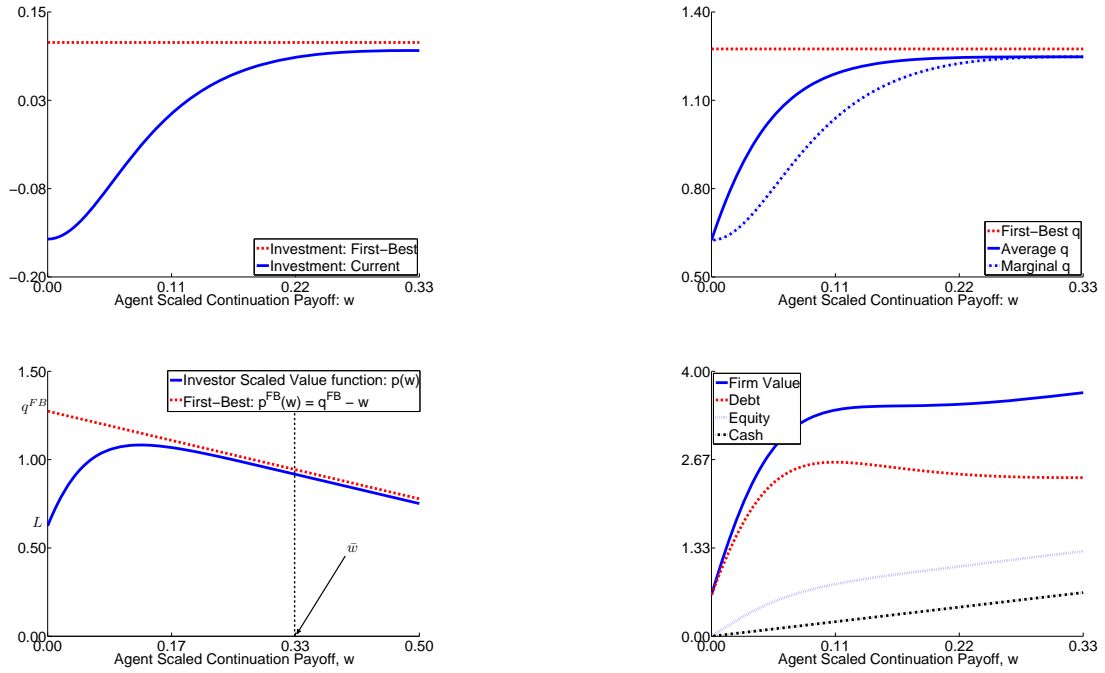 0.15
0.03
−0.08
−0.20
0.00
0.11
0.22
0.33
Agent Scaled Continuation Payoff: w
Investment: First−Best
Investment: Current
1.40
1.10
0.80
0.50
0.00
0.11
0.22
0.33
Agent Scaled Continuation Payoff: w
First−Best q
Average q
Marginal q
1.50
q^FB
1.00
L
0.50
0.00
0.00
0.17
0.33
0.50
Agent Scaled Continuation Payoff, w
Investor Scaled Value function: p(w)
First−Best: p^FB(w) = q^FB − w
w̄
4.00
2.67
1.33
0.00
0.00
0.11
0.22
0.33
Agent Scaled Continuation Payoff, w
Firm Value
Debt
Equity
Cash